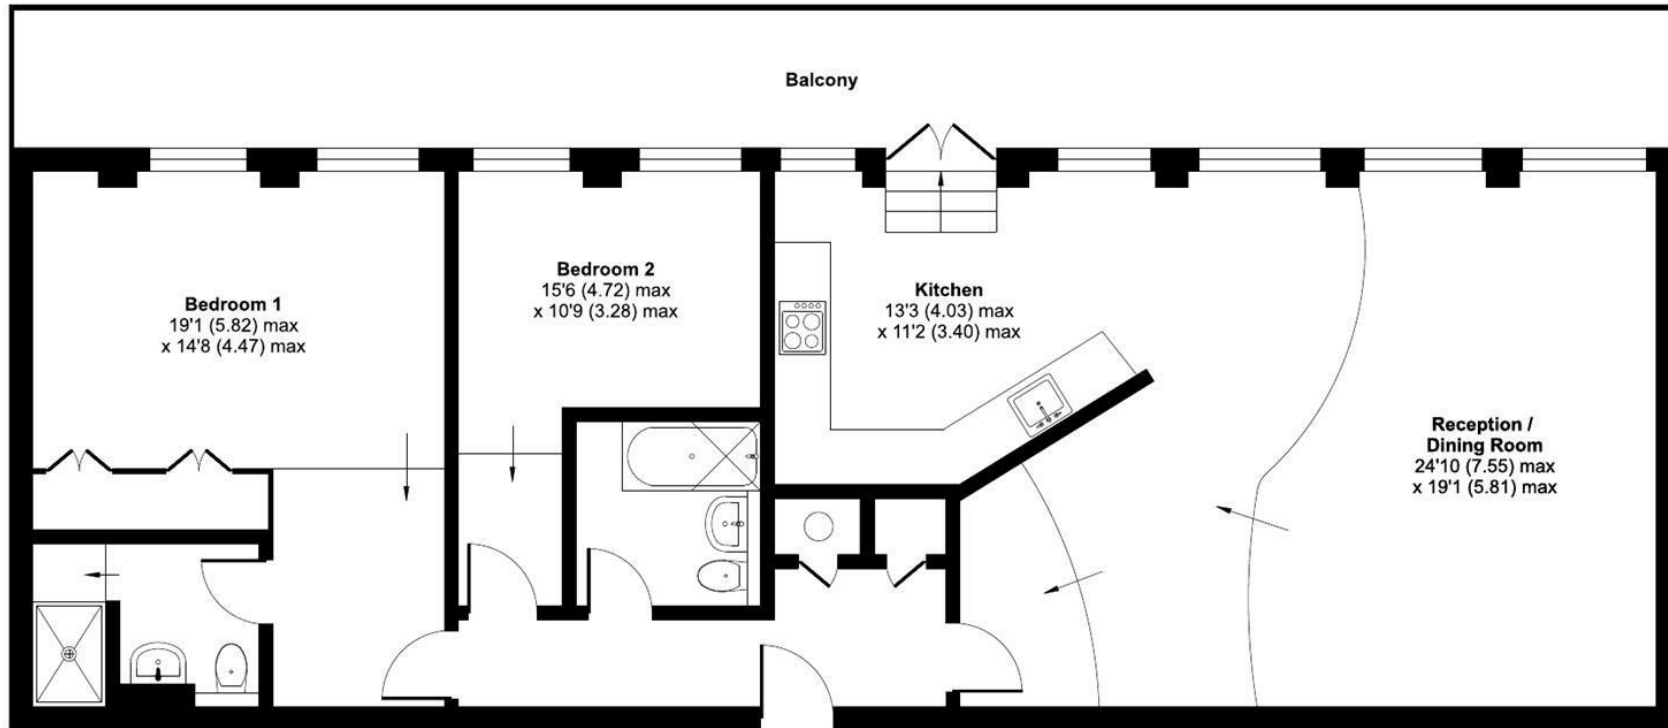 Balcony
Bedroom 1
19'1 (5.82) max
x 14'8 (4.47) max
Bedroom 2
15'6 (4.72) max
x 10'9 (3.28) max
Kitchen
13'3 (4.03) max
x 11'2 (3.40) max
Reception /
Dining Room
24'10 (7.55) max
x 19'1 (5.81) max